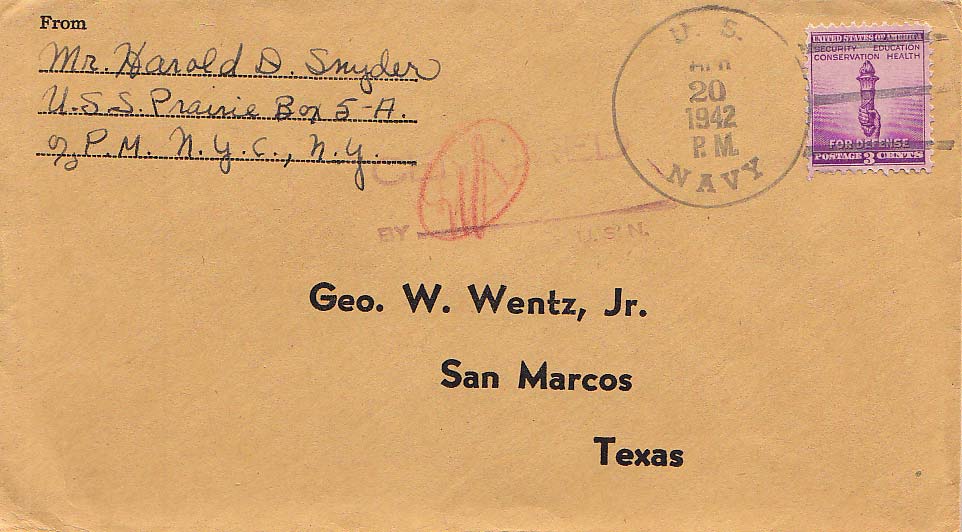 From
Mr. Harold D. Snyder
U.S.S. Prairie Box 5-A.
℅ P.M. N.Y.C., N.Y.
U. S.
APR
20
1942
P.M.
NAVY
UNITED STATES OF AMERICA
SECURITY EDUCATION
CONSERVATION HEALTH
FOR DEFENSE
POSTAGE 3 CENTS
BY U.S.N.
Geo. W. Wentz, Jr.
San Marcos
Texas